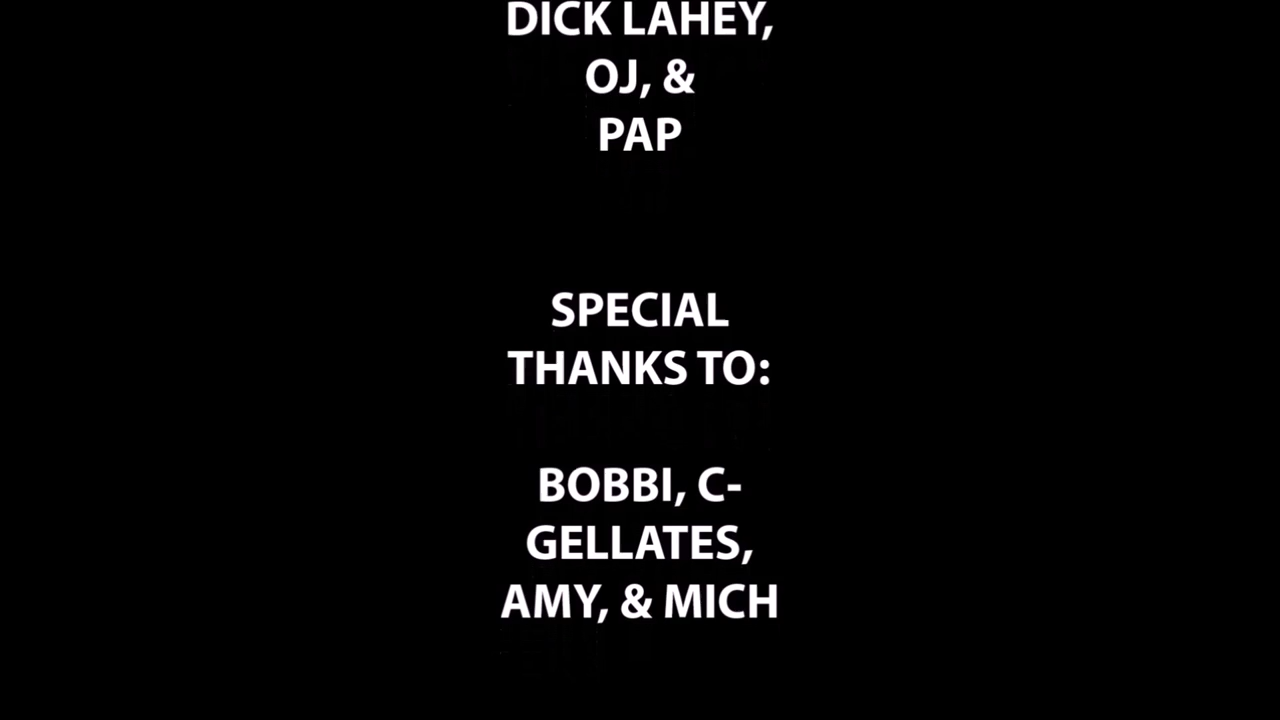 DICK LAHEY,
OJ, &
PAP
SPECIAL
THANKS TO:
BOBBI, C-
GELLATES,
AMY, & MICH